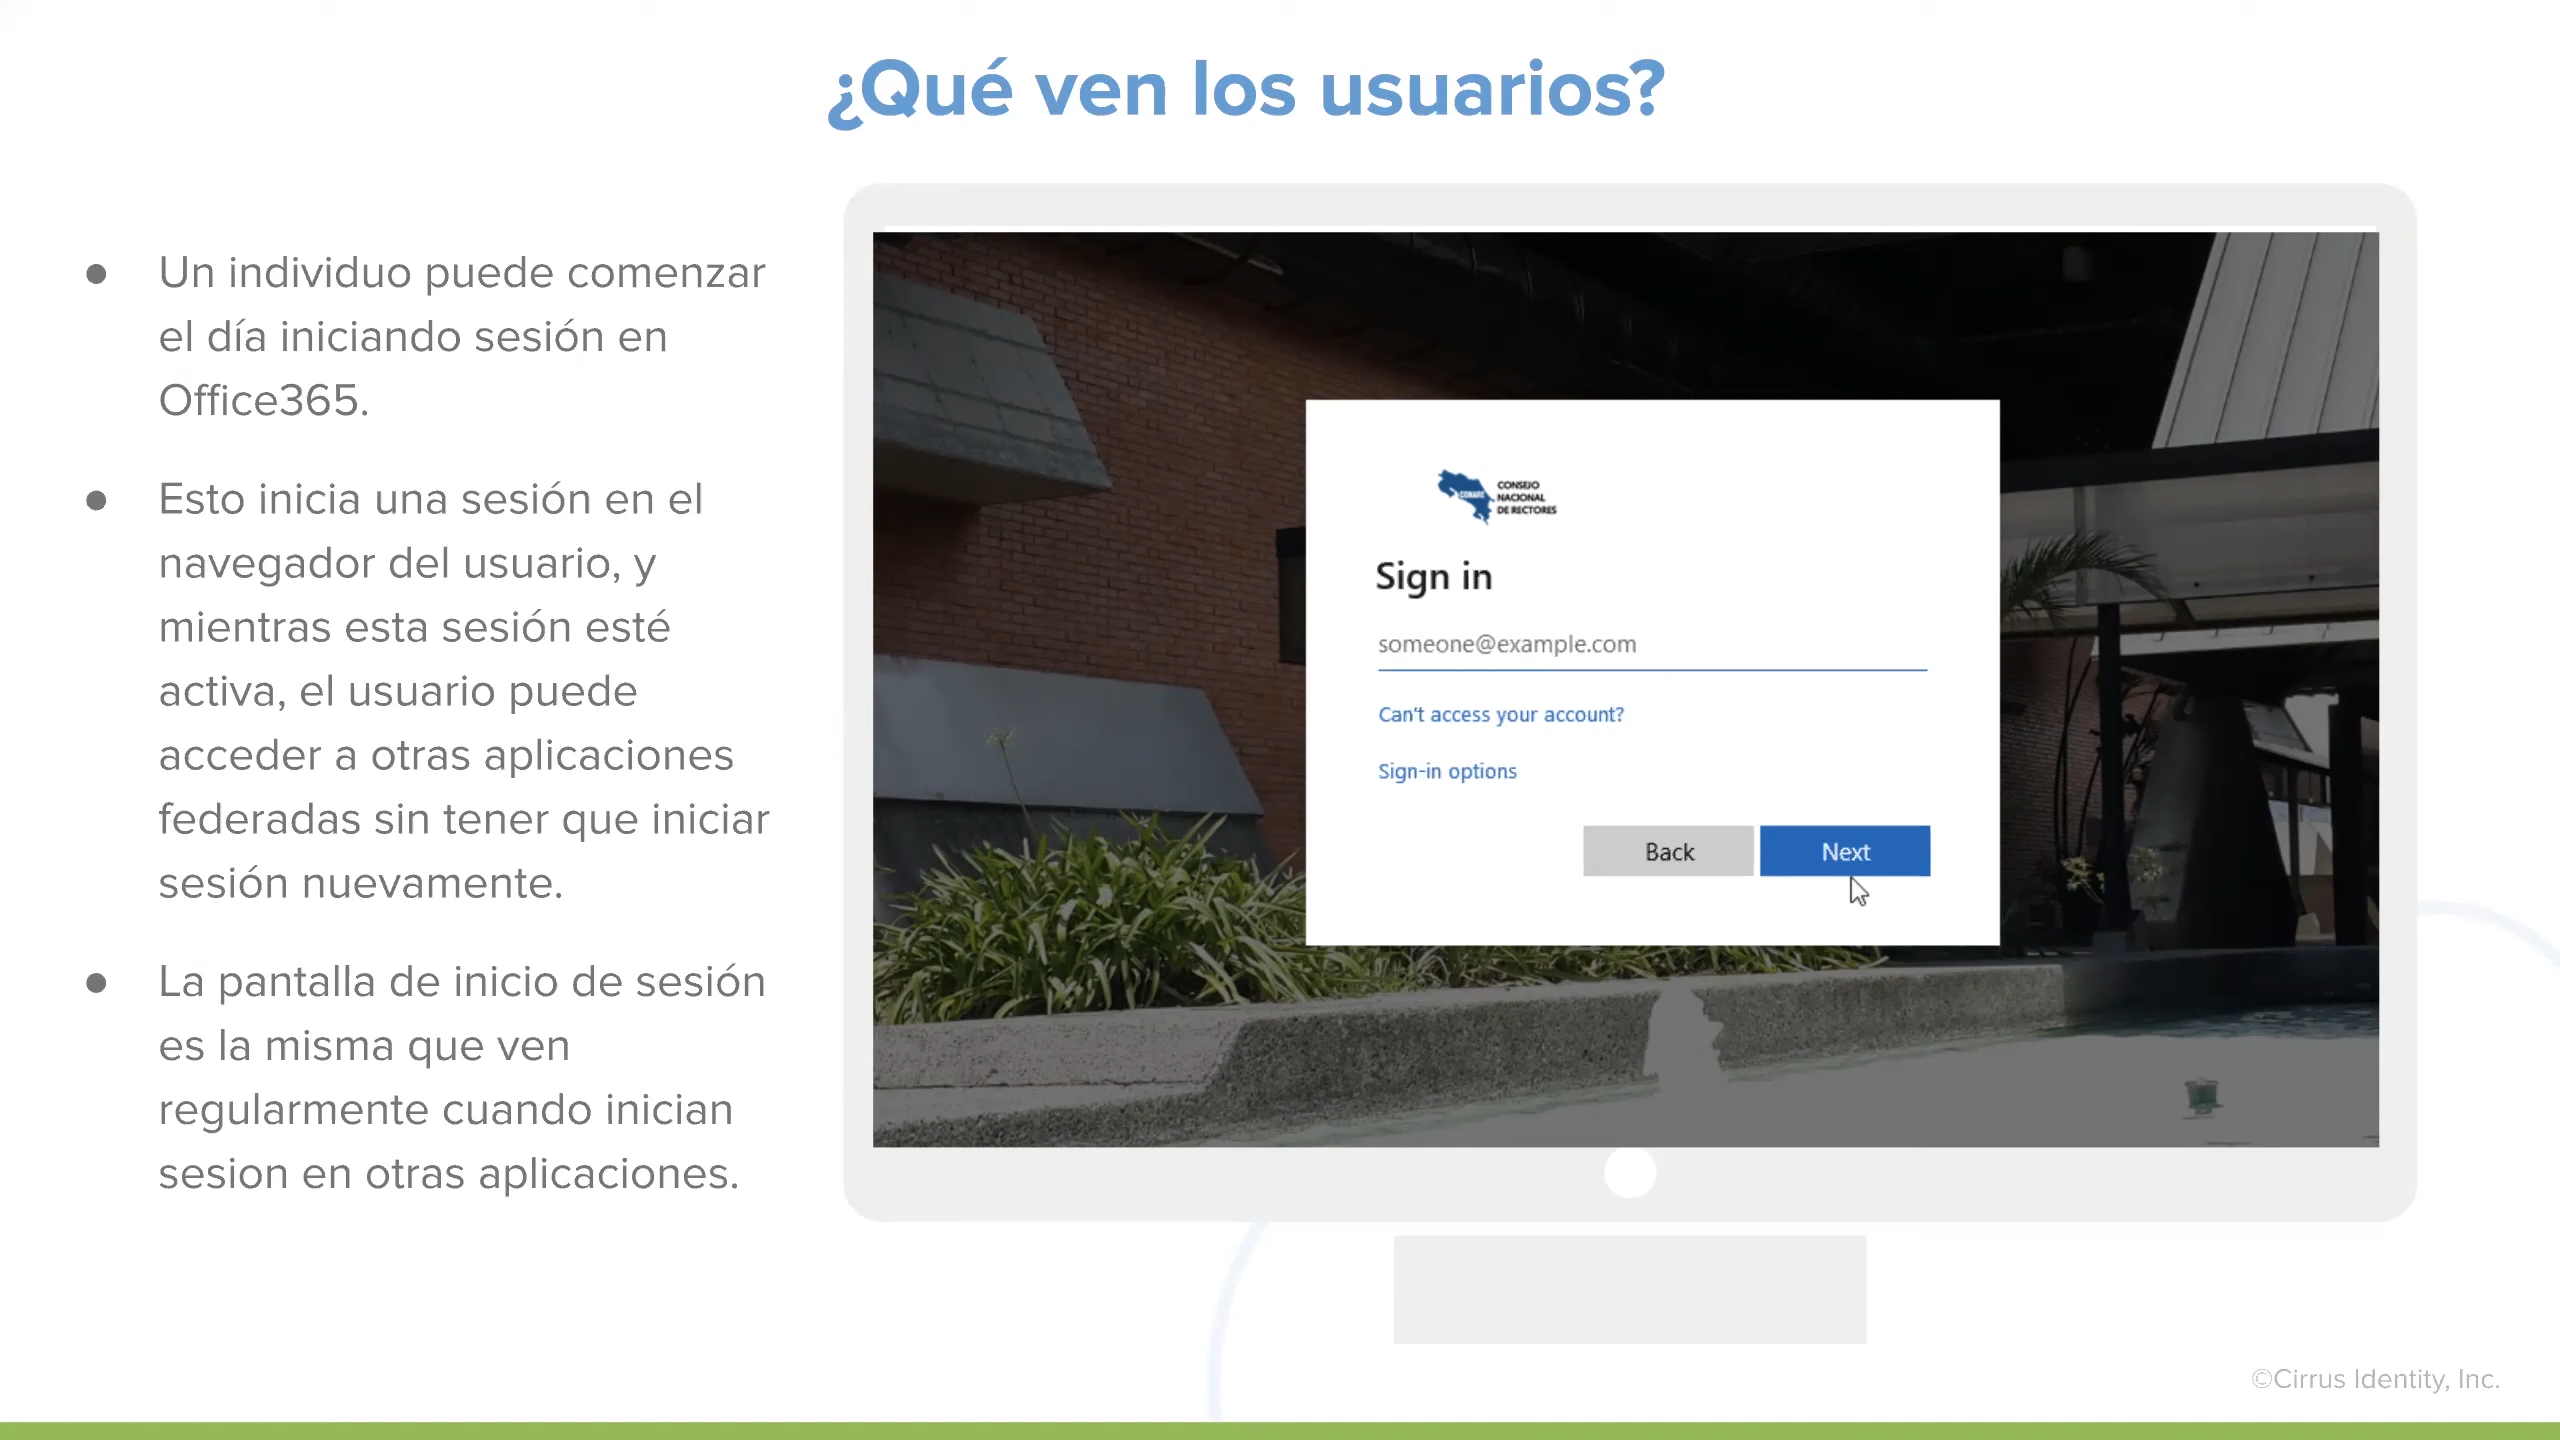 ¿Qué ven los usuarios?
● Un individuo puede comenzar
el día iniciando sesión en
Office365.
● Esto inicia una sesión en el
navegador del usuario, y
mientras esta sesión esté
activa, el usuario puede
acceder a otras aplicaciones
federadas sin tener que iniciar
sesión nuevamente.
● La pantalla de inicio de sesión
es la misma que ven
regularmente cuando inician
sesion en otras aplicaciones.
CONARE
CONSEJO
NACIONAL
DE RECTORES
Sign in
someone@example.com
Can't access your account?
Sign-in options
Back
Next
©Cirrus Identity, Inc.